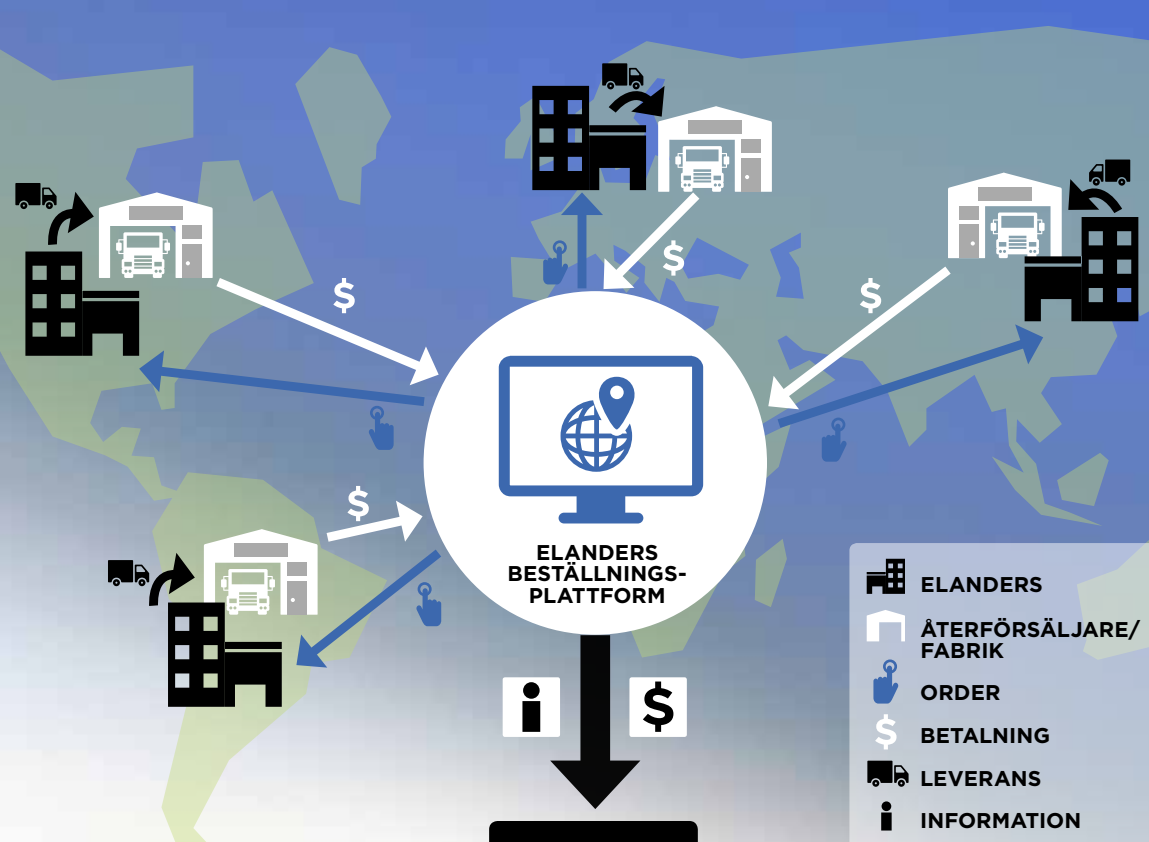 $
$
$
$
ELANDERS
BESTÄLLNINGS-
PLATTFORM
i
$
ELANDERS
ÅTERFÖRSÄLJARE/
FABRIK
ORDER
$ BETALNING
LEVERANS
i INFORMATION